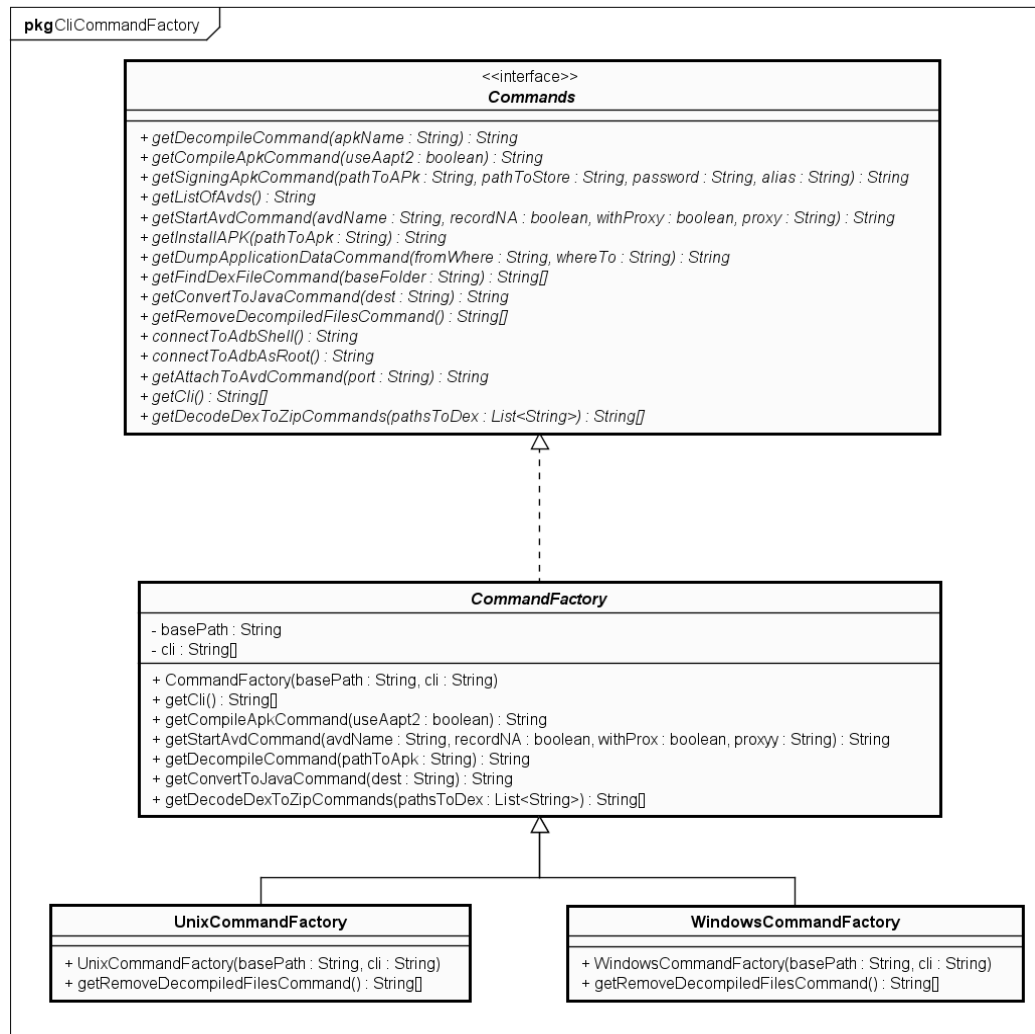 pkg CliCommandFactory
<<interface>>
Commands
+ getDecompileCommand(apkName : String) : String
+ getCompileApkCommand(useAapt2 : boolean) : String
+ getSigningApkCommand(pathToAPk : String, pathToStore : String, password : String, alias : String) : String
+ getListOfAvds() : String
+ getStartAvdCommand(avdName : String, recordNA : boolean, withProxy : boolean, proxy : String) : String
+ getInstallAPK(pathToApk : String) : String
+ getDumpApplicationDataCommand(fromWhere : String, whereTo : String) : String
+ getFindDexFileCommand(baseFolder : String) : String[]
+ getConvertToJavaCommand(dest : String) : String
+ getRemoveDecompiledFilesCommand() : String[]
+ connectToAdbShell() : String
+ connectToAdbAsRoot() : String
+ getAttachToAvdCommand(port : String) : String
+ getCli() : String[]
+ getDecodeDexToZipCommands(pathsToDex : List<String>) : String[]
CommandFactory
- basePath : String
- cli : String[]
+ CommandFactory(basePath : String, cli : String)
+ getCli() : String[]
+ getCompileApkCommand(useAapt2 : boolean) : String
+ getStartAvdCommand(avdName : String, recordNA : boolean, withProx : boolean, proxyy : String) : String
+ getDecompileCommand(pathToApk : String) : String
+ getConvertToJavaCommand(dest : String) : String
+ getDecodeDexToZipCommands(pathsToDex : List<String>) : String[]
UnixCommandFactory
+ UnixCommandFactory(basePath : String, cli : String)
+ getRemoveDecompiledFilesCommand() : String[]
WindowsCommandFactory
+ WindowsCommandFactory(basePath : String, cli : String)
+ getRemoveDecompiledFilesCommand() : String[]